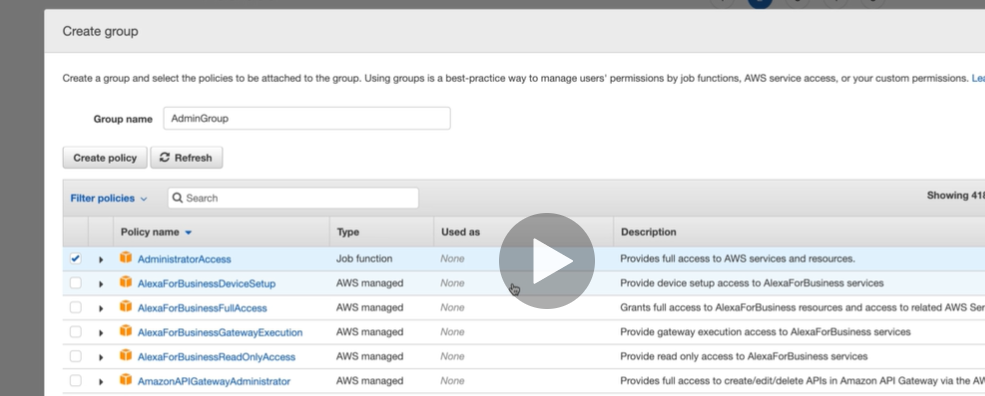 Create group
Create a group and select the policies to be attached to the group. Using groups is a best-practice way to manage users' permissions by job functions, AWS service access, or your custom permissions.
Group name AdminGroup
Create policy Refresh
Filter policies Search Showing 418
Policy name Type Used as Description
AdministratorAccess Job function None Provides full access to AWS services and resources.
AlexaForBusinessDeviceSetup AWS managed None Provide device setup access to AlexaForBusiness services
AlexaForBusinessFullAccess AWS managed None Grants full access to AlexaForBusiness resources and access to related AWS Ser
AlexaForBusinessGatewayExecution AWS managed None Provide gateway execution access to AlexaForBusiness services
AlexaForBusinessReadOnlyAccess AWS managed None Provide read only access to AlexaForBusiness services
AmazonAPIGatewayAdministrator AWS managed None Provides full access to create/edit/delete APIs in Amazon API Gateway via the AW